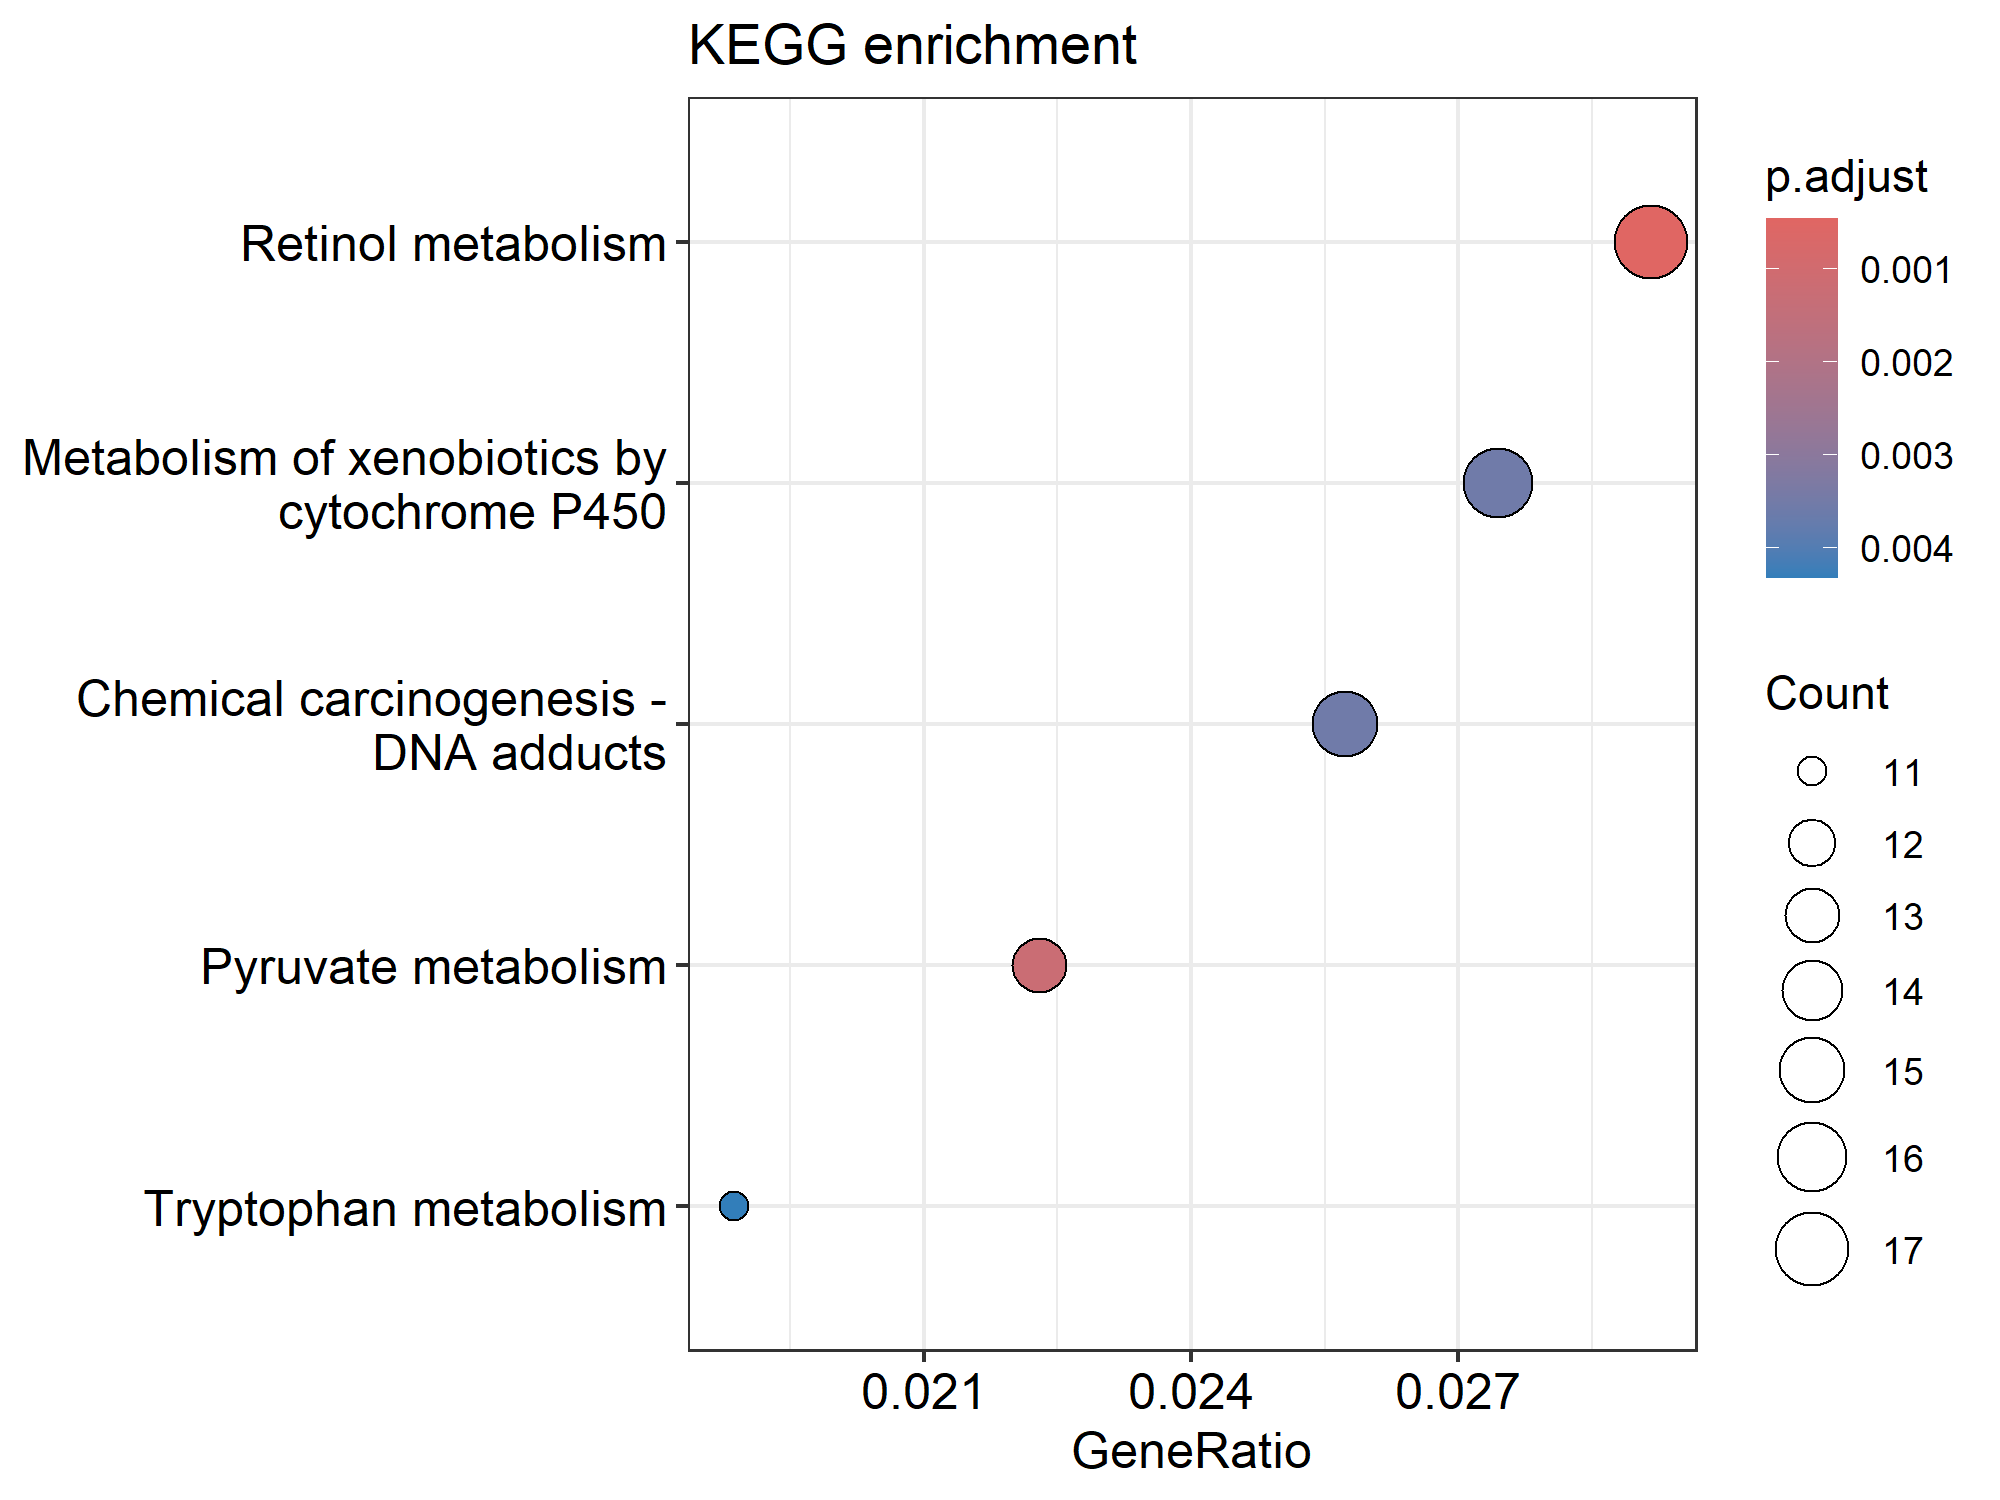 KEGG enrichment
Retinol metabolism
Metabolism of xenobiotics by
cytochrome P450
Chemical carcinogenesis -
DNA adducts
Pyruvate metabolism
Tryptophan metabolism
0.021
0.024
0.027
GeneRatio
p.adjust
0.001
0.002
0.003
0.004
Count
11
12
13
14
15
16
17